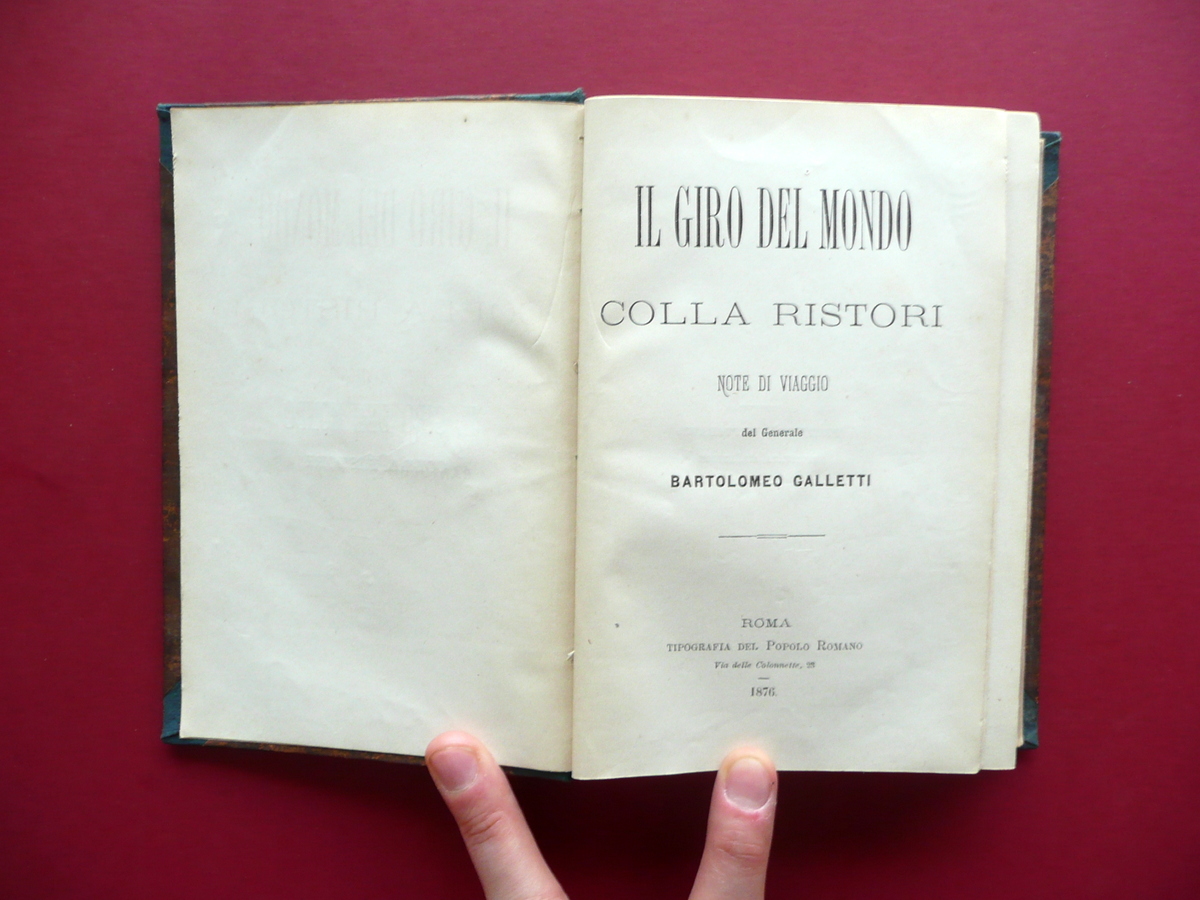 IL GIRO DEL MONDO
COLLA RISTORI
NOTE DI VIAGGIO
del Generale
BARTOLOMEO GALLETTI
ROMA
TIPOGRAFIA DEL POPOLO ROMANO
Via delle Colonnette,
1876.